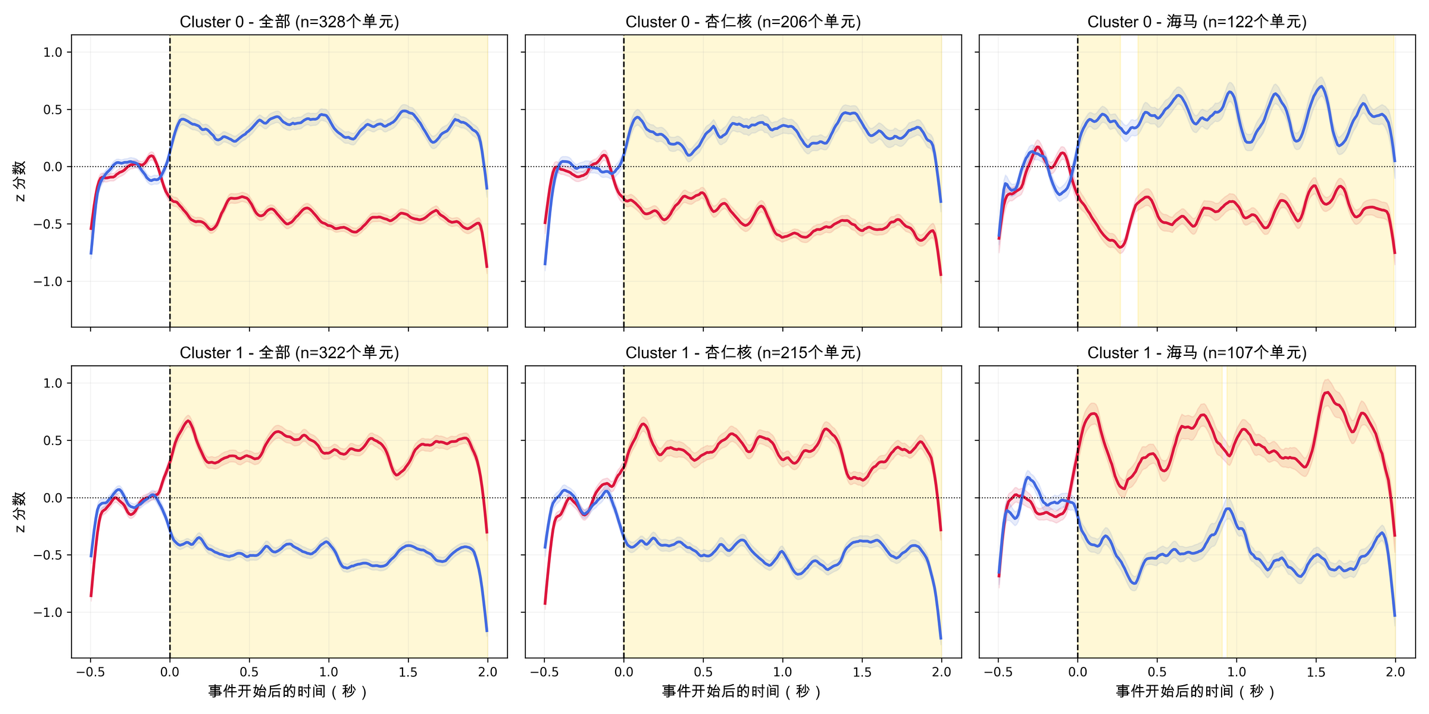 Cluster 0 - 全部 (n=328个单元)
Cluster 0 - 杏仁核 (n=206个单元)
Cluster 0 - 海马 (n=122个单元)
1.0
0.5
0.0
−0.5
−1.0
z 分数
Cluster 1 - 全部 (n=322个单元)
Cluster 1 - 杏仁核 (n=215个单元)
Cluster 1 - 海马 (n=107个单元)
1.0
0.5
0.0
−0.5
−1.0
z 分数
−0.5 0.0 0.5 1.0 1.5 2.0
−0.5 0.0 0.5 1.0 1.5 2.0
−0.5 0.0 0.5 1.0 1.5 2.0
事件开始后的时间（秒）
事件开始后的时间（秒）
事件开始后的时间（秒）